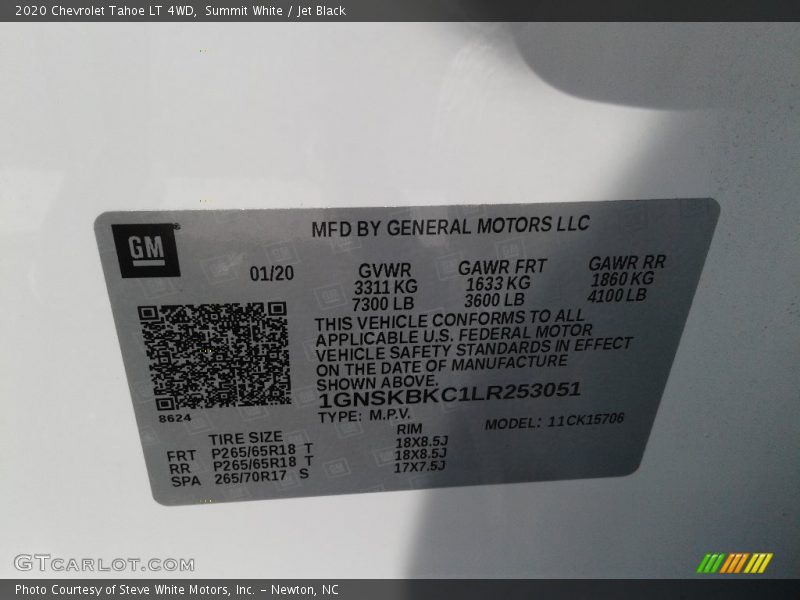 2020 Chevrolet Tahoe LT 4WD,  Summit White / Jet Black
MFD BY GENERAL MOTORS LLC
GM
®
01/20
GVWR
3311 KG
7300 LB
GAWR FRT
1633 KG
3600 LB
GAWR RR
1860 KG
4100 LB
THIS VEHICLE CONFORMS TO ALL
APPLICABLE U.S. FEDERAL MOTOR
VEHICLE SAFETY STANDARDS IN EFFECT
ON THE DATE OF MANUFACTURE
SHOWN ABOVE.
1GNSKBKC1LR253051
TYPE: M.P.V.
MODEL: 11CK15706
8624
TIRE SIZE RIM
FRT P265/65R18 T 18X8.5J
RR P265/65R18 T 18X8.5J
SPA 265/70R17 S 17X7.5J
GTCARLOT.COM
Photo Courtesy of Steve White Motors, Inc. – Newton, NC